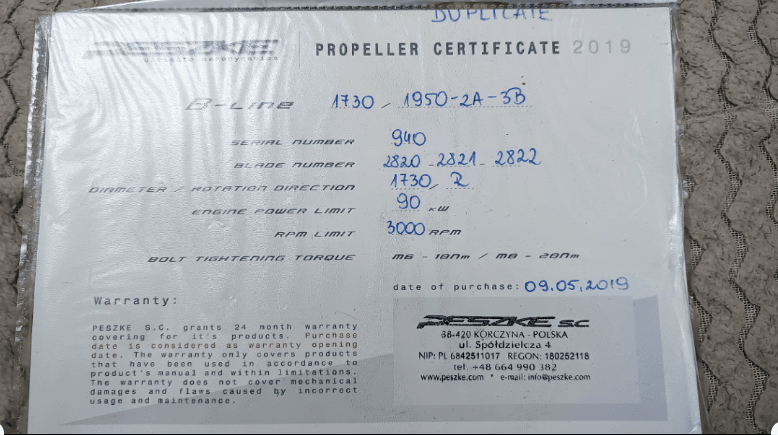 DUPLICATE
PESZKE PROPELLER CERTIFICATE 2019
ultimate aerodynamics
B-Line 1730 / 1950-2A-3B
SERIAL NUMBER 940
BLADE NUMBER 2820 - 2821 - 2822
DIAMETER / ROTATION DIRECTION 1730, R
ENGINE POWER LIMIT 90 kW
RPM LIMIT 3000 RPM
BOLT TIGHTENING TORQUE M6 - 10Nm / M8 - 20Nm
date of purchase: 09.05.2019
Warranty:
PESZKE S.C. grants 24 month warranty
covering for it's products. Purchase
date is considered as warranty opening
date. The warranty only covers products
that have been used in accordance to
product's manual and within limitations.
The warranty does not cover mechanical
damages and flaws caused by incorrect
usage and maintenance.
PESZKE S.C.
38-420 KORCZYNA - POLSKA
ul. Spółdzielcza 4
NIP: PL 6842511017 REGON: 180252118
tel. +48 664 990 382
www.peszke.com • e-mail: info@peszke.com